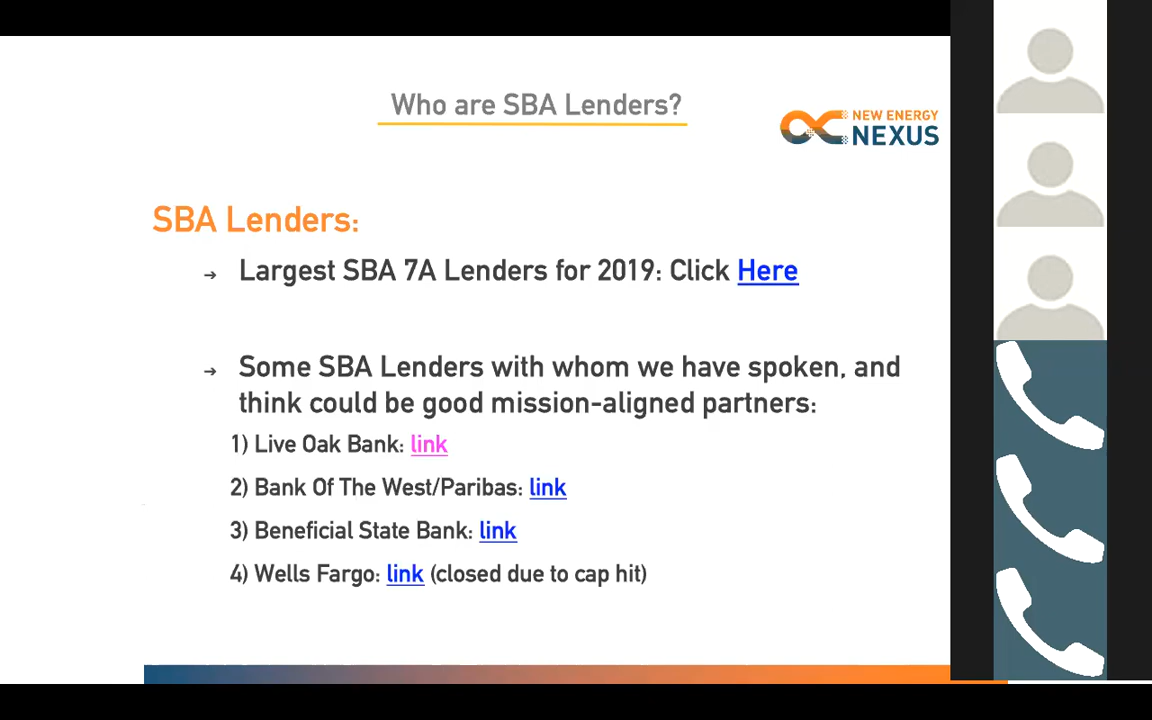 Who are SBA Lenders?
NEW ENERGY
NEXUS
SBA Lenders:
➔ Largest SBA 7A Lenders for 2019: Click Here
➔ Some SBA Lenders with whom we have spoken, and
think could be good mission-aligned partners:
1) Live Oak Bank: link
2) Bank Of The West/Paribas: link
3) Beneficial State Bank: link
4) Wells Fargo: link (closed due to cap hit)